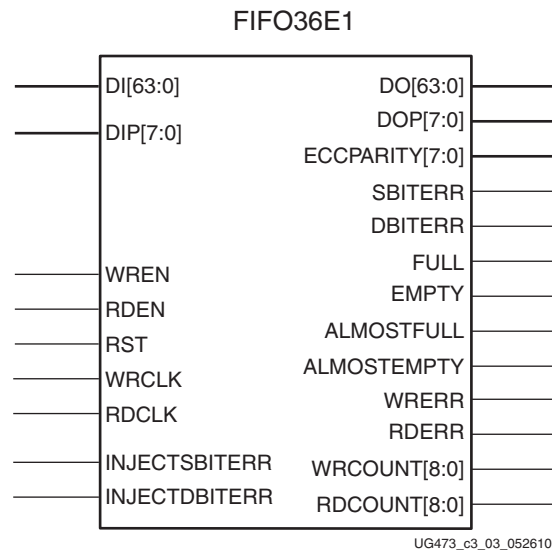 FIFO36E1
DI[63:0]
DIP[7:0]
WREN
RDEN
RST
WRCLK
RDCLK
INJECTSBITERR
INJECTDBITERR
DO[63:0]
DOP[7:0]
ECCPARITY[7:0]
SBITERR
DBITERR
FULL
EMPTY
ALMOSTFULL
ALMOSTEMPTY
WRERR
RDERR
WRCOUNT[8:0]
RDCOUNT[8:0]
UG473_c3_03_052610